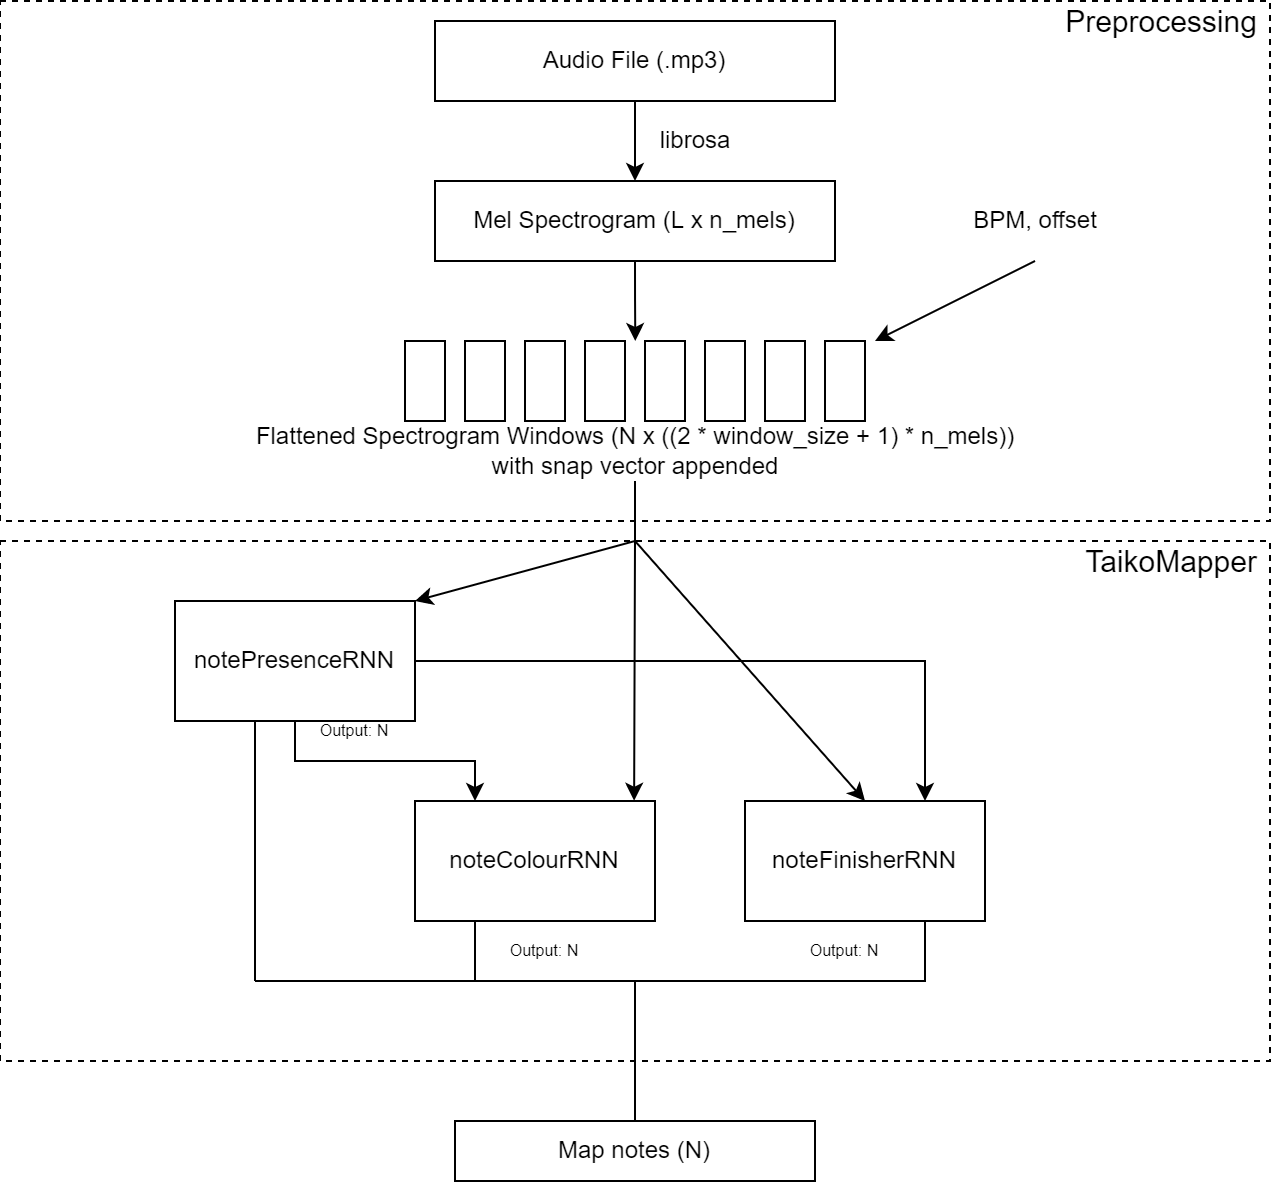 Preprocessing
Audio File (.mp3)
librosa
Mel Spectrogram (L x n_mels)
BPM, offset
Flattened Spectrogram Windows (N x ((2 * window_size + 1) * n_mels))
with snap vector appended
TaikoMapper
notePresenceRNN
Output: N
noteColourRNN
noteFinisherRNN
Output: N
Output: N
Map notes (N)